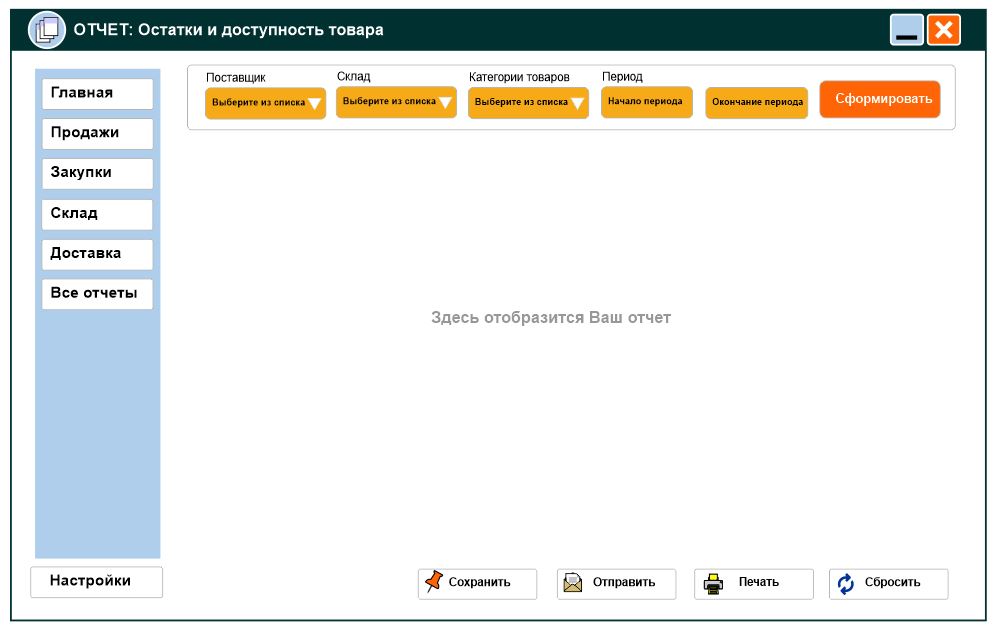 ОТЧЕТ: Остатки и доступность товара
Главная
Продажи
Закупки
Склад
Доставка
Все отчеты
Настройки
Поставщик
Выберите из списка
Склад
Выберите из списка
Категории товаров
Выберите из списка
Период
Начало периода
Окончание периода
Сформировать
Здесь отобразится Ваш отчет
Сохранить
Отправить
Печать
Сбросить